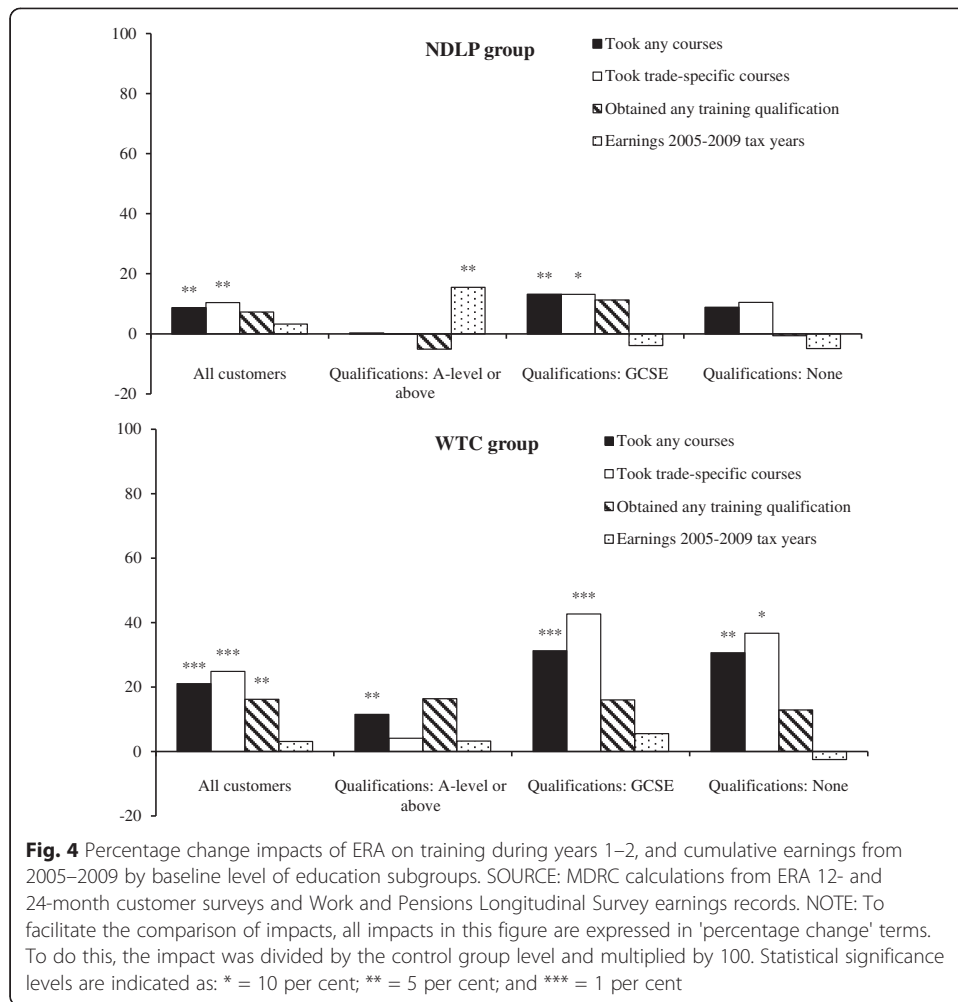 NDLP group
100
80
60
40
20
0
-20
Took any courses
Took trade-specific courses
Obtained any training qualification
Earnings 2005-2009 tax years
** **
**
** *
All customers
Qualifications: A-level or above
Qualifications: GCSE
Qualifications: None
WTC group
100
80
60
40
20
0
-20
Took any courses
Took trade-specific courses
Obtained any training qualification
Earnings 2005-2009 tax years
*** *** **
**
*** ***
** *
All customers
Qualifications: A-level or above
Qualifications: GCSE
Qualifications: None
Fig. 4 Percentage change impacts of ERA on training during years 1–2, and cumulative earnings from
2005–2009 by baseline level of education subgroups. SOURCE: MDRC calculations from ERA 12- and
24-month customer surveys and Work and Pensions Longitudinal Survey earnings records. NOTE: To
facilitate the comparison of impacts, all impacts in this figure are expressed in 'percentage change' terms.
To do this, the impact was divided by the control group level and multiplied by 100. Statistical significance
levels are indicated as: * = 10 per cent; ** = 5 per cent; and *** = 1 per cent